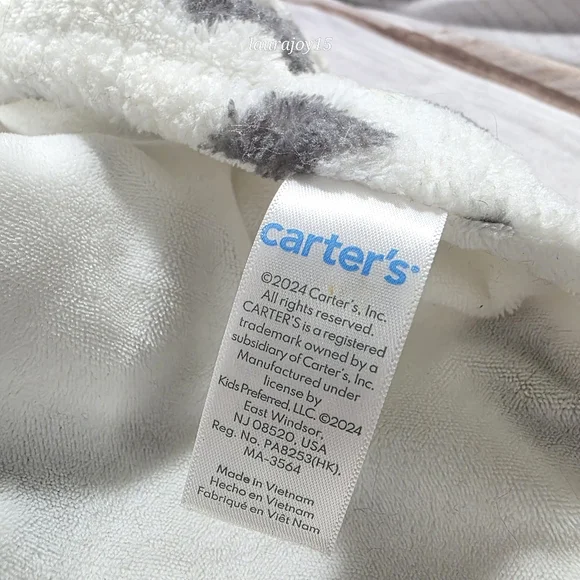 laurajoy15
carter's®
©2024 Carter's, Inc.
All rights reserved.
CARTER'S is a registered
trademark owned by a
subsidiary of Carter's, Inc.
Manufactured under
license by
Kids Preferred, LLC. ©2024
East Windsor,
NJ 08520, USA
Reg. No. PA8253(HK),
MA-3564
Made in Vietnam
Hecho en Vietnam
Fabriqué en Viêt Nam